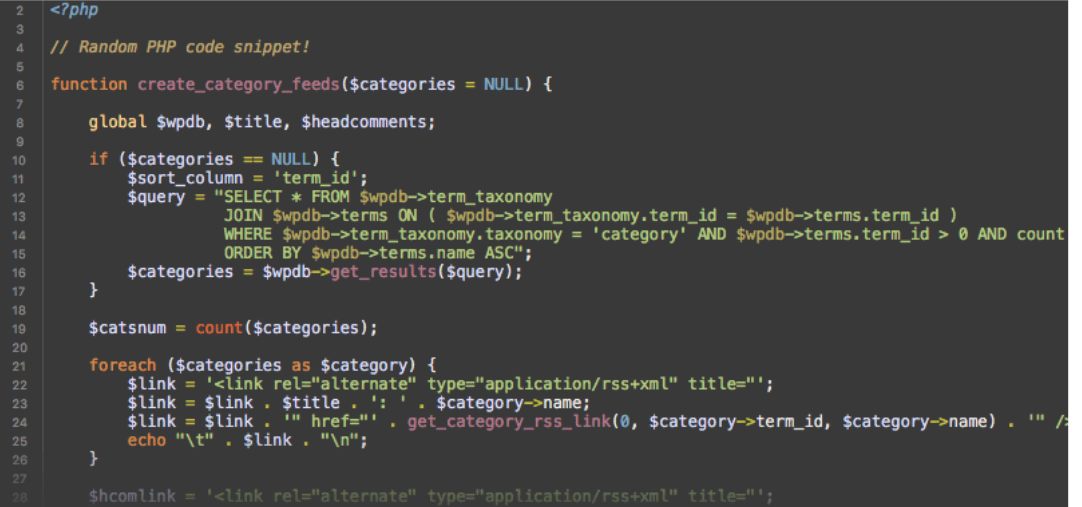 2 <?php
3
4 // Random PHP code snippet!
5
6 function create_category_feeds($categories = NULL) {
7
8     global $wpdb, $title, $headcomments;
9
10     if ($categories == NULL) {
11         $sort_column = 'term_id';
12         $query = "SELECT * FROM $wpdb->term_taxonomy
13                   JOIN $wpdb->terms ON ( $wpdb->term_taxonomy.term_id = $wpdb->terms.term_id )
14                   WHERE $wpdb->term_taxonomy.taxonomy = 'category' AND $wpdb->terms.term_id > 0 AND count
15                   ORDER BY $wpdb->terms.name ASC";
16         $categories = $wpdb->get_results($query);
17     }
18
19     $catsnum = count($categories);
20
21     foreach ($categories as $category) {
22         $link = '<link rel="alternate" type="application/rss+xml" title="';
23         $link = $link . $title . ': ' . $category->name;
24         $link = $link . '" href="' . get_category_rss_link(0, $category->term_id, $category->name) . '" />
25         echo "\t" . $link . "\n";
26     }
27
28     $hcomlink = '<link rel="alternate" type="application/rss+xml" title="';